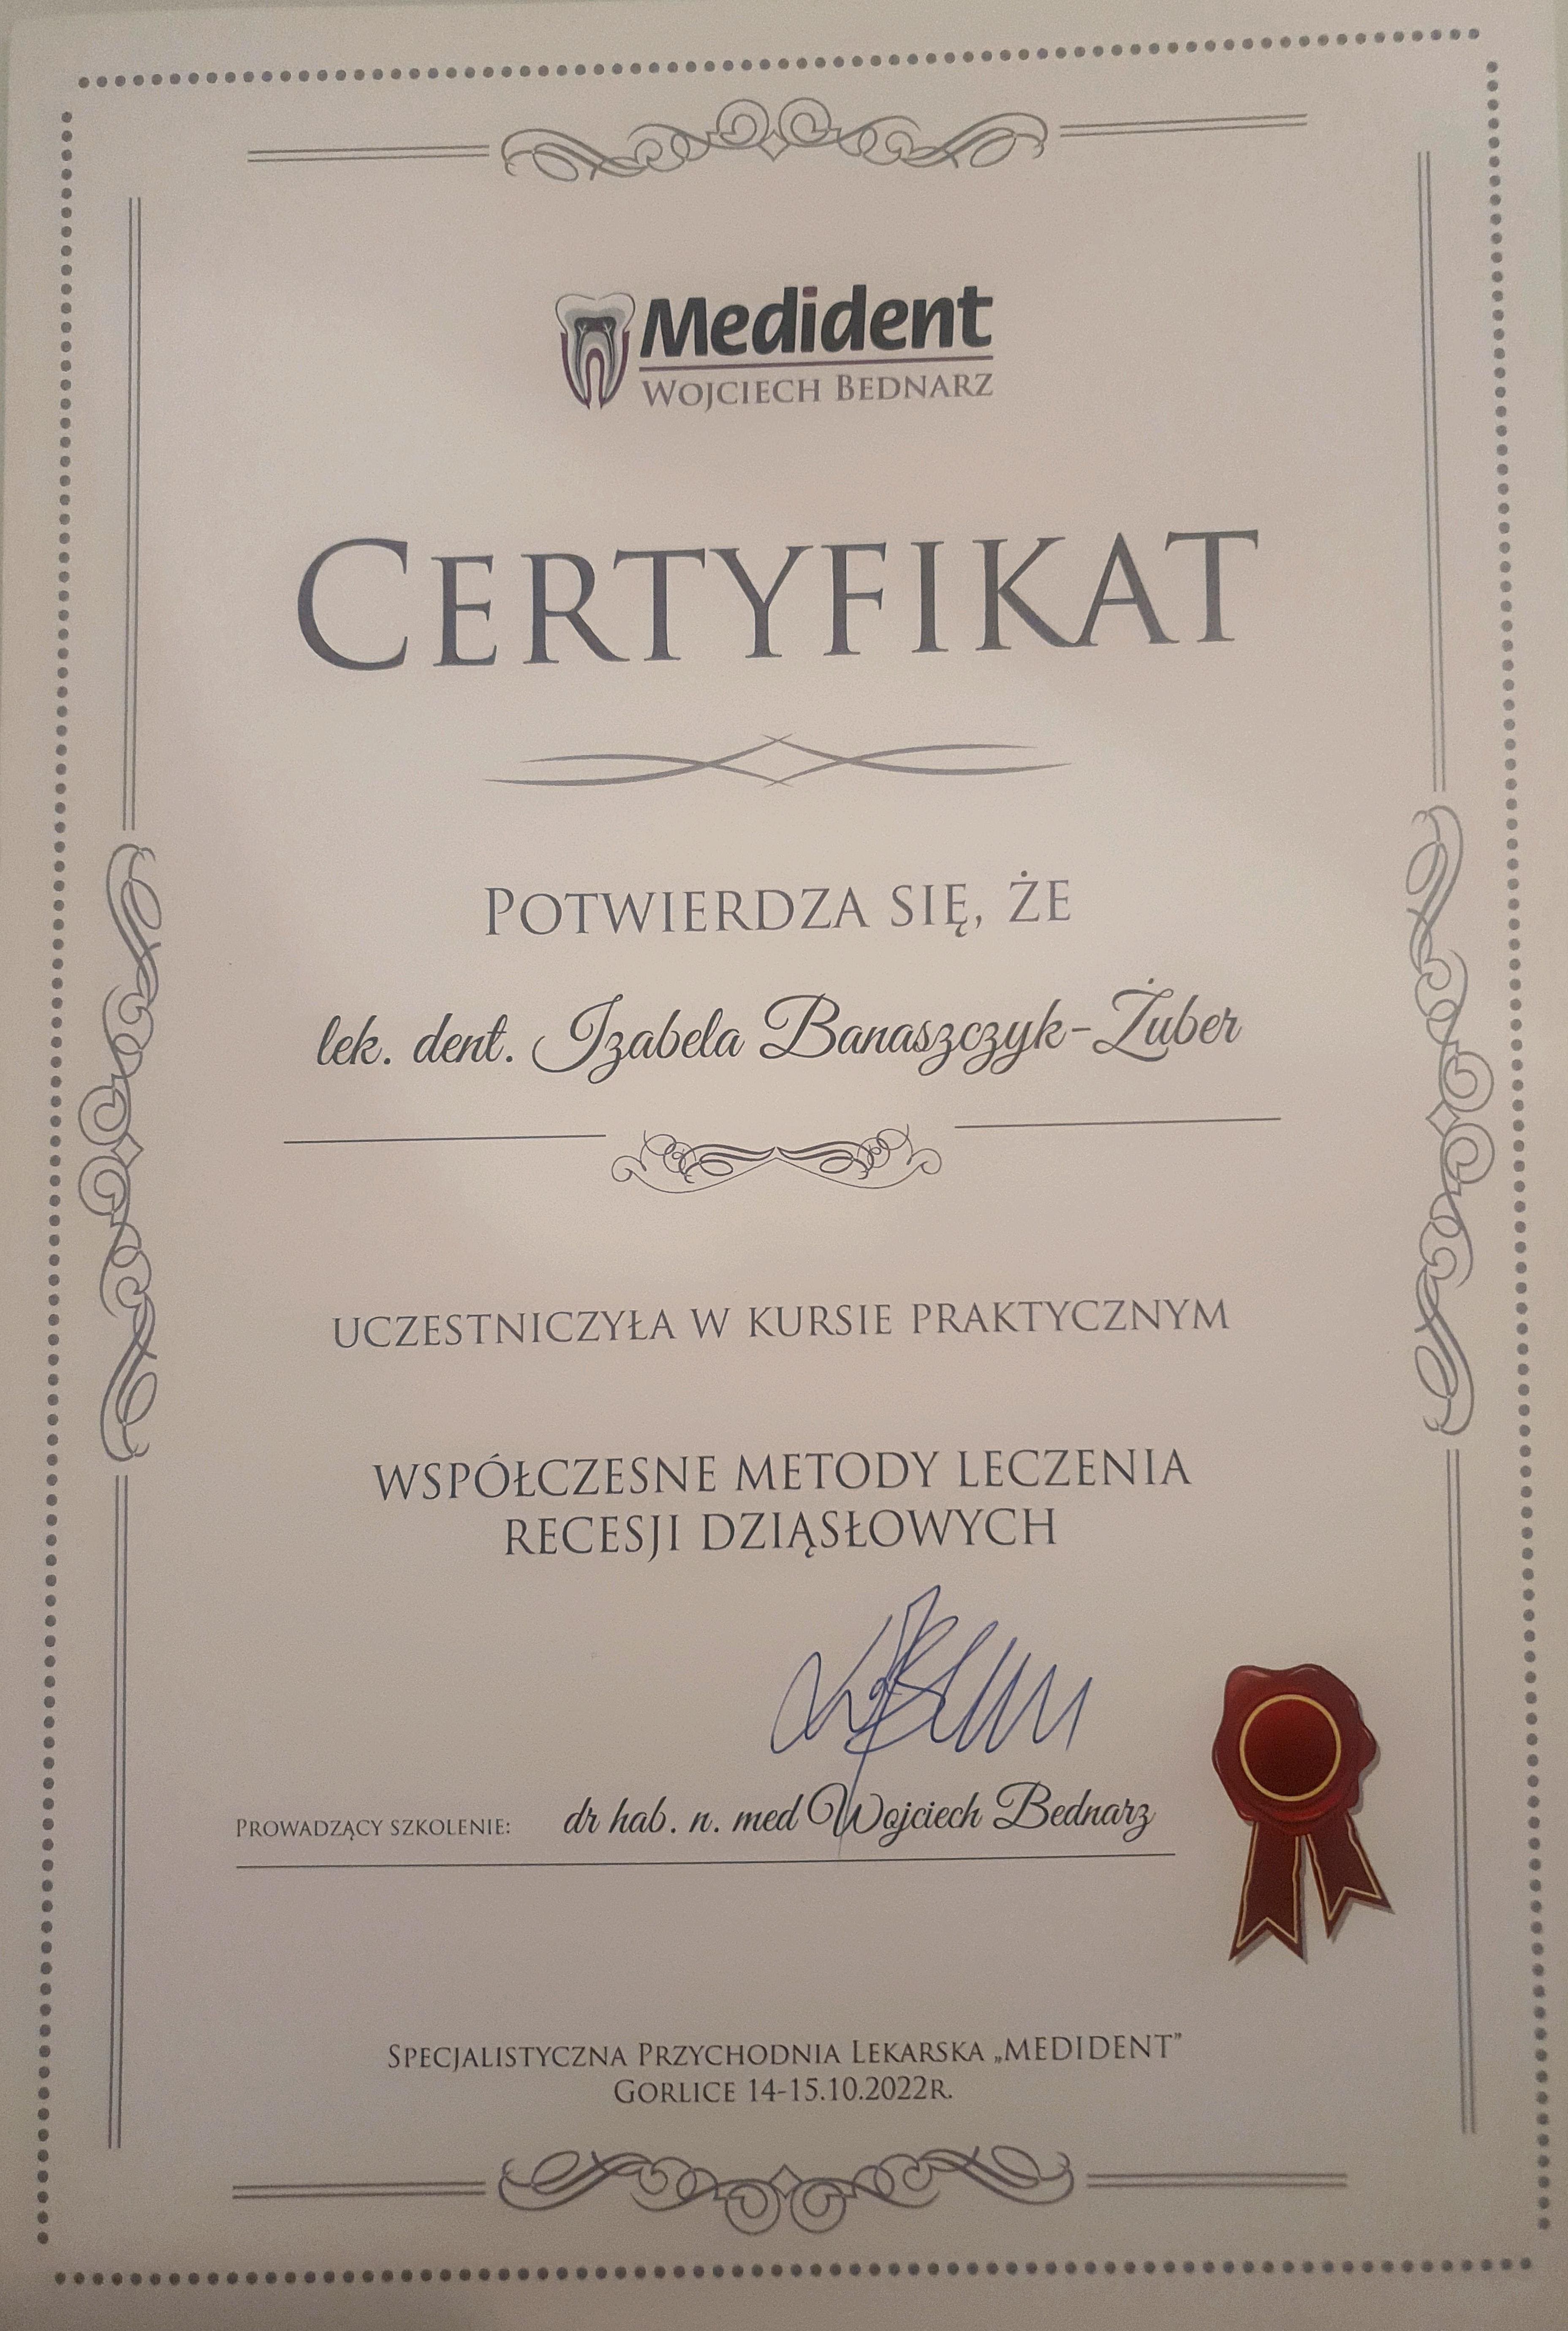 Medident
Wojciech Bednarz
Certyfikat
Potwierdza się, że
lek. dent. Izabela Banaszczyk-Żuber
uczestniczyła w kursie praktycznym
WSPÓŁCZESNE METODY LECZENIA
RECESJI DZIĄSŁOWYCH
Prowadzący szkolenie: dr hab. n. med Wojciech Bednarz
Specjalistyczna Przychodnia Lekarska „MEDIDENT”
Gorlice 14-15.10.2022r.